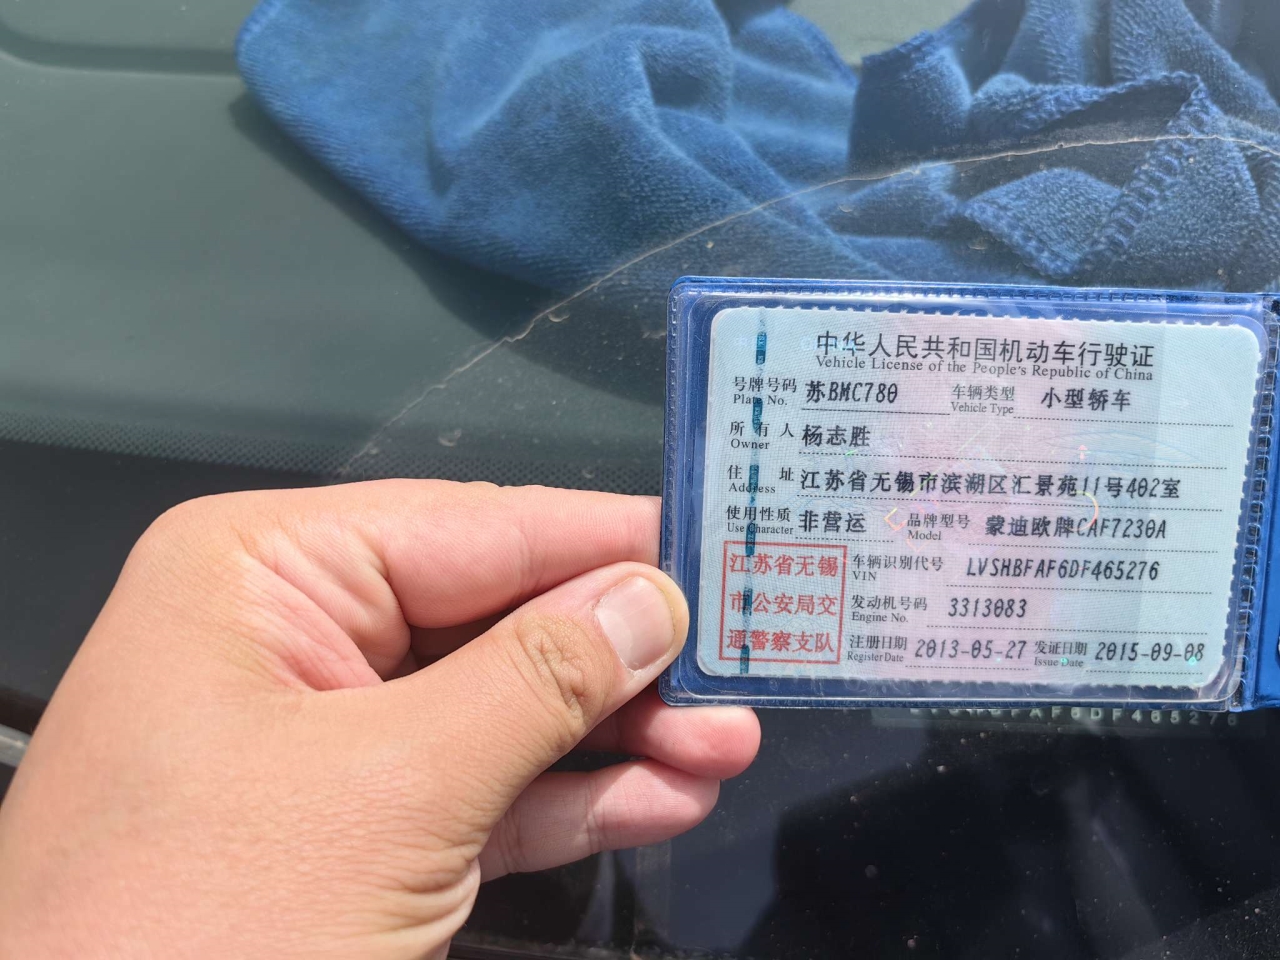 中华人民共和国机动车行驶证
Vehicle License of the People's Republic of China
号牌号码 苏BMC780 车辆类型 小型轿车
Plate No. Vehicle Type
所有人 杨志胜
Owner
住址 江苏省无锡市滨湖区汇景苑11号402室
Address
使用性质 非营运 品牌型号 蒙迪欧牌CAF7230A
Use Character Model
江苏省无锡
市公安局交
通警察支队
车辆识别代号 LVSHBFAF6DF465276
VIN
发动机号码 3313083
Engine No.
注册日期 2013-05-27 发证日期 2015-09-08
Register Date Issue Date
AF6DF465276